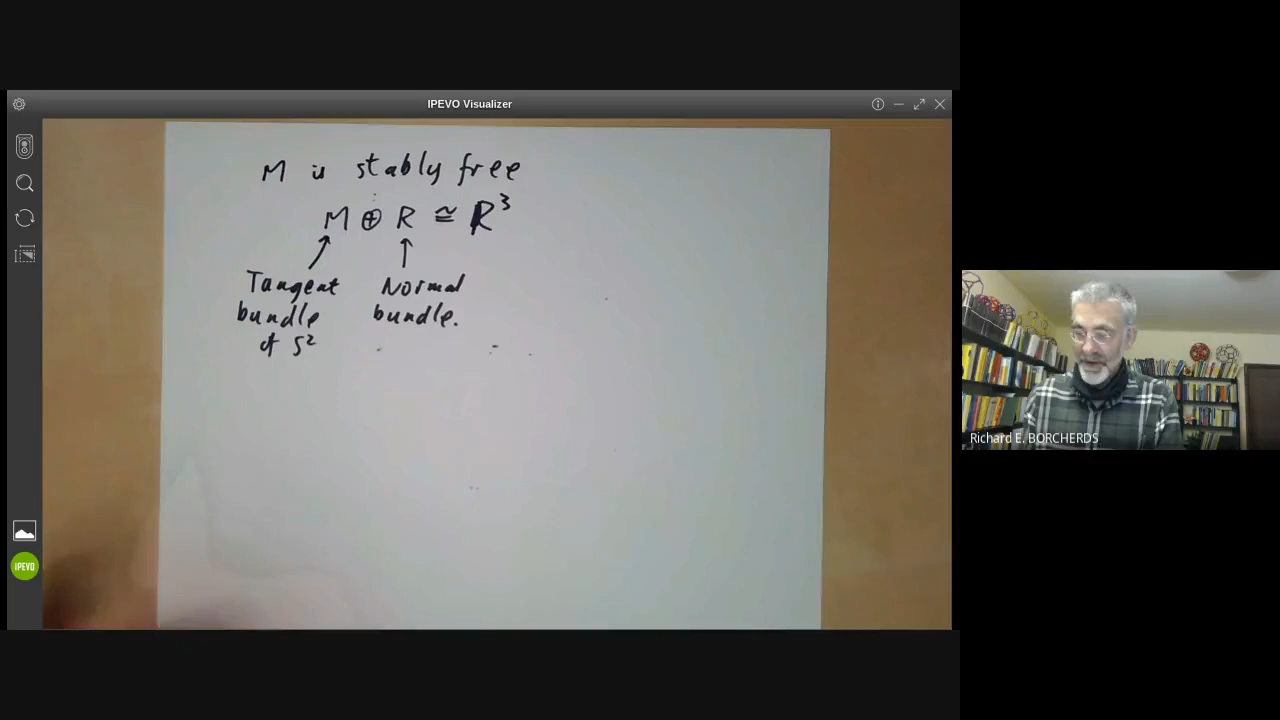 IPEVO Visualizer
M is stably free
M ⊕ R ≅ R³
Tangent bundle of S²
Normal bundle.
IPEVO
Richard E. BORCHERDS